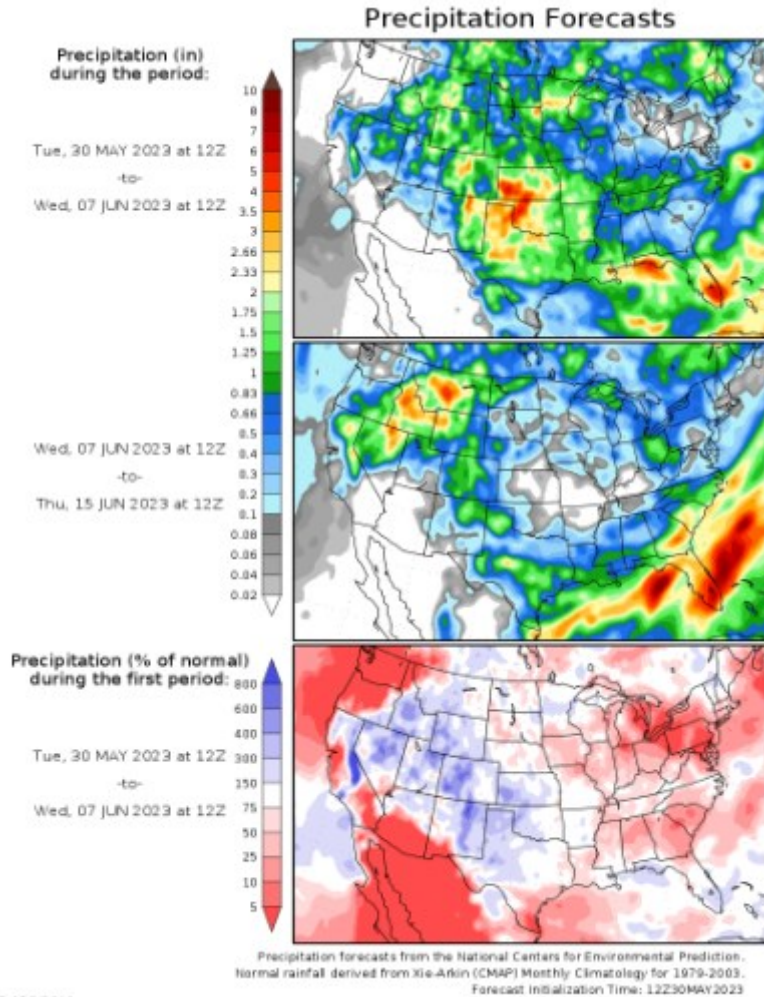 Precipitation Forecasts
Precipitation (in)
during the period:
Tue, 30 MAY 2023 at 12Z
-to-
Wed, 07 JUN 2023 at 12Z
10
8
7
6
5
4
3.5
3
2.66
2.33
2
1.75
1.5
1.25
1
0.83
0.66
0.5
0.4
0.3
0.2
0.1
0.08
0.06
0.04
0.02
Wed, 07 JUN 2023 at 12Z
-to-
Thu, 15 JUN 2023 at 12Z
Precipitation (% of normal)
during the first period:
Tue, 30 MAY 2023 at 12Z
-to-
Wed, 07 JUN 2023 at 12Z
800
600
400
300
150
75
50
25
10
5
Precipitation forecasts from the National Centers for Environmental Prediction.
Normal rainfall derived from Xie-Arkin (CMAP) Monthly Climatology for 1979-2003.
Forecast Initialization Time: 12Z30MAY2023